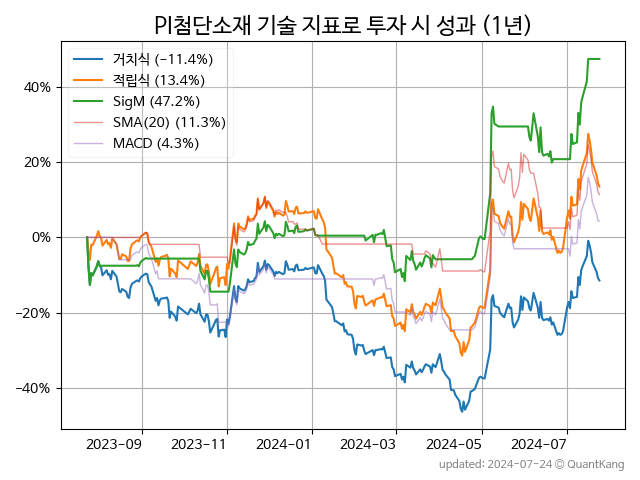 PI첨단소재 기술 지표로 투자 시 성과 (1년)
거치식 (−11.4%)
적립식 (13.4%)
SigM (47.2%)
SMA(20) (11.3%)
MACD (4.3%)
40%
20%
0%
−20%
−40%
2023-09 2023-11 2024-01 2024-03 2024-05 2024-07
updated: 2024-07-24 © QuantKang